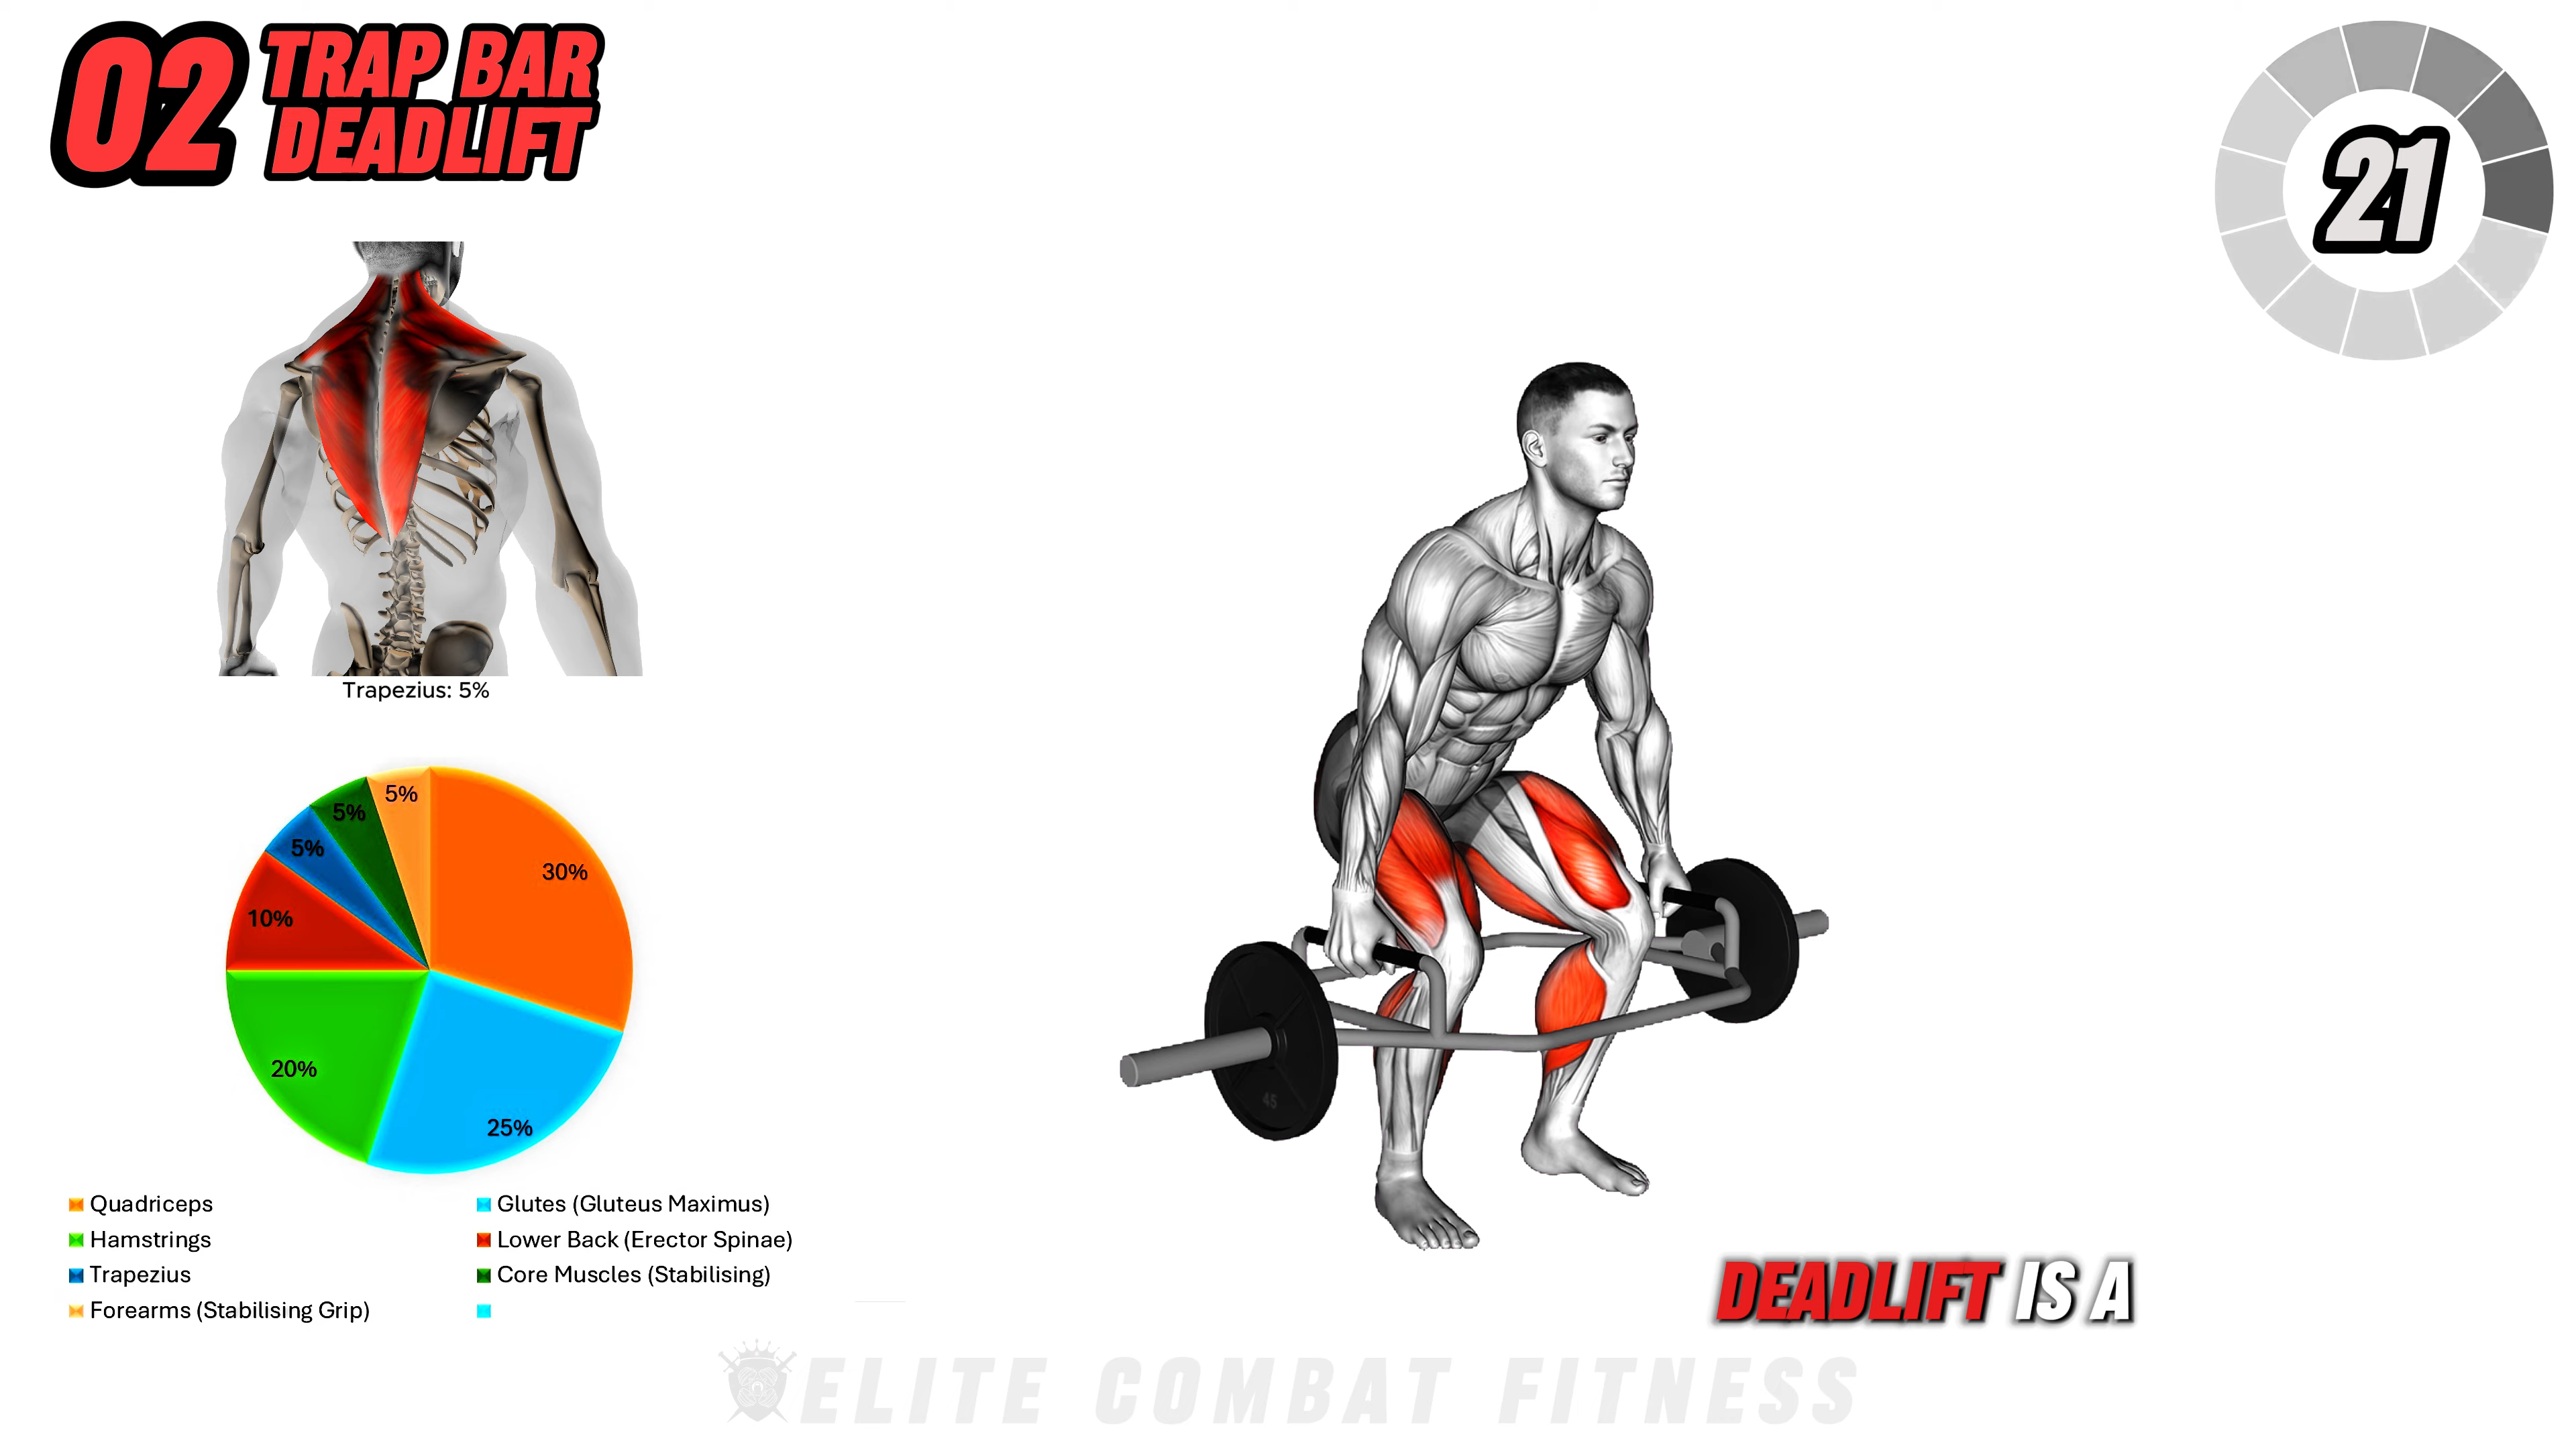 02
TRAP BAR
DEADLIFT
21
Trapezius: 5%
5%
5%
5%
30%
10%
20%
25%
Quadriceps
Glutes (Gluteus Maximus)
Hamstrings
Lower Back (Erector Spinae)
Trapezius
Core Muscles (Stabilising)
Forearms (Stabilising Grip)
45
DEADLIFT IS A
ELITE COMBAT FITNESS